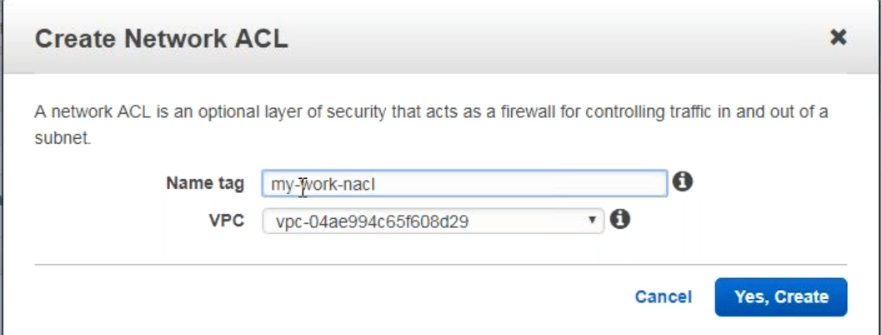 Create Network ACL
A network ACL is an optional layer of security that acts as a firewall for controlling traffic in and out of a
subnet.
Name tag my-work-nacl
VPC vpc-04ae994c65f608d29
Cancel Yes, Create